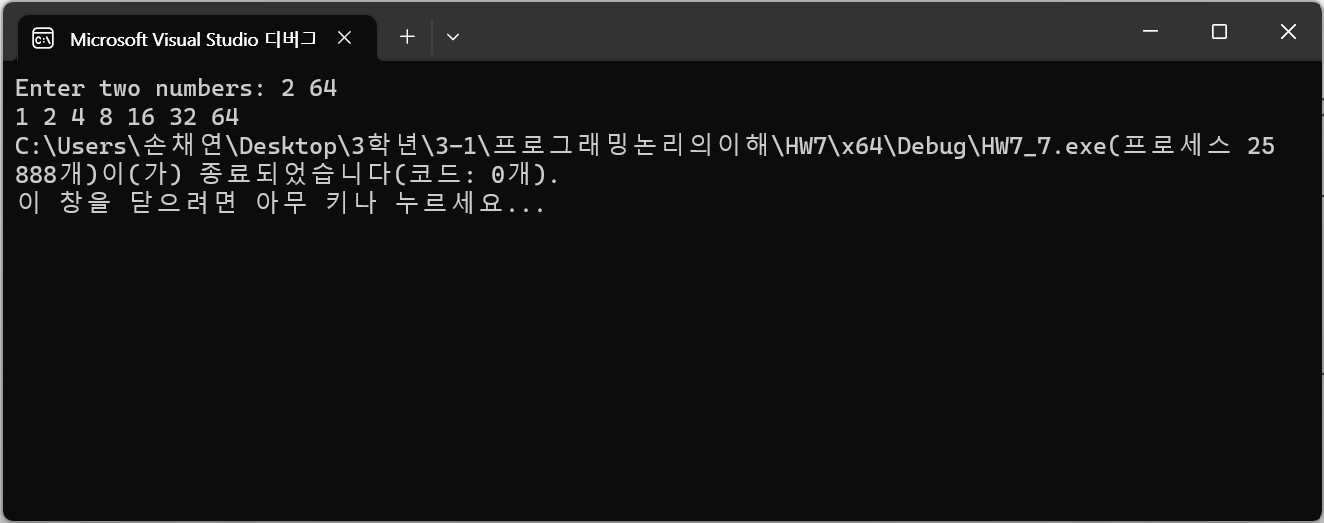 Microsoft Visual Studio 디버그
Enter two numbers: 2 64
1 2 4 8 16 32 64
C:\Users\손채연\Desktop\3학년\3-1\프로그래밍논리의이해\HW7\x64\Debug\HW7_7.exe(프로세스 25
888개)이(가) 종료되었습니다(코드: 0개).
이 창을 닫으려면 아무 키나 누르세요...